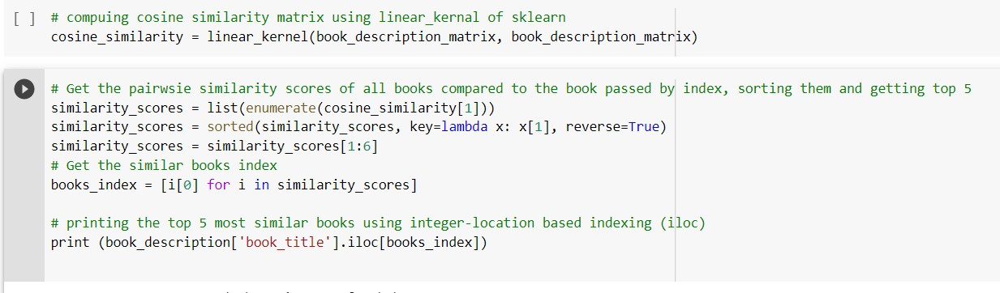 [ ] # compuing cosine similarity matrix using linear_kernal of sklearn
cosine_similarity = linear_kernel(book_description_matrix, book_description_matrix)
# Get the pairwsie similarity scores of all books compared to the book passed by index, sorting them and getting top 5
similarity_scores = list(enumerate(cosine_similarity[1]))
similarity_scores = sorted(similarity_scores, key=lambda x: x[1], reverse=True)
similarity_scores = similarity_scores[1:6]
# Get the similar books index
books_index = [i[0] for i in similarity_scores]
# printing the top 5 most similar books using integer-location based indexing (iloc)
print (book_description['book_title'].iloc[books_index])